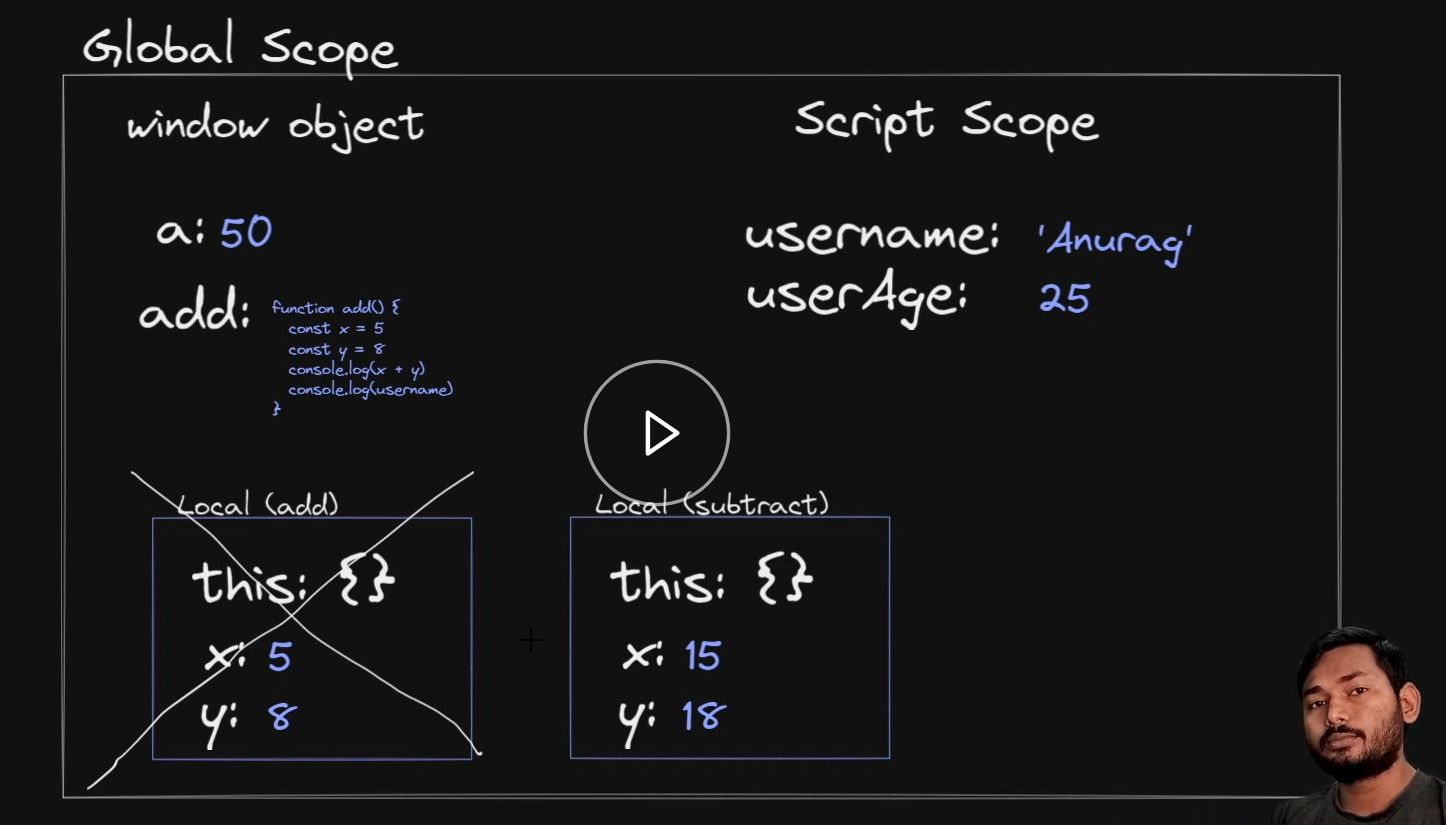 Global Scope
window object
Script Scope
a: 50
username: 'Anurag'
userAge: 25
add:
function add() {
const x = 5
const y = 8
console.log(x + y)
console.log(username)
}
Local (add)
this: {}
x: 5
y: 8
Local (subtract)
this: {}
x: 15
y: 18